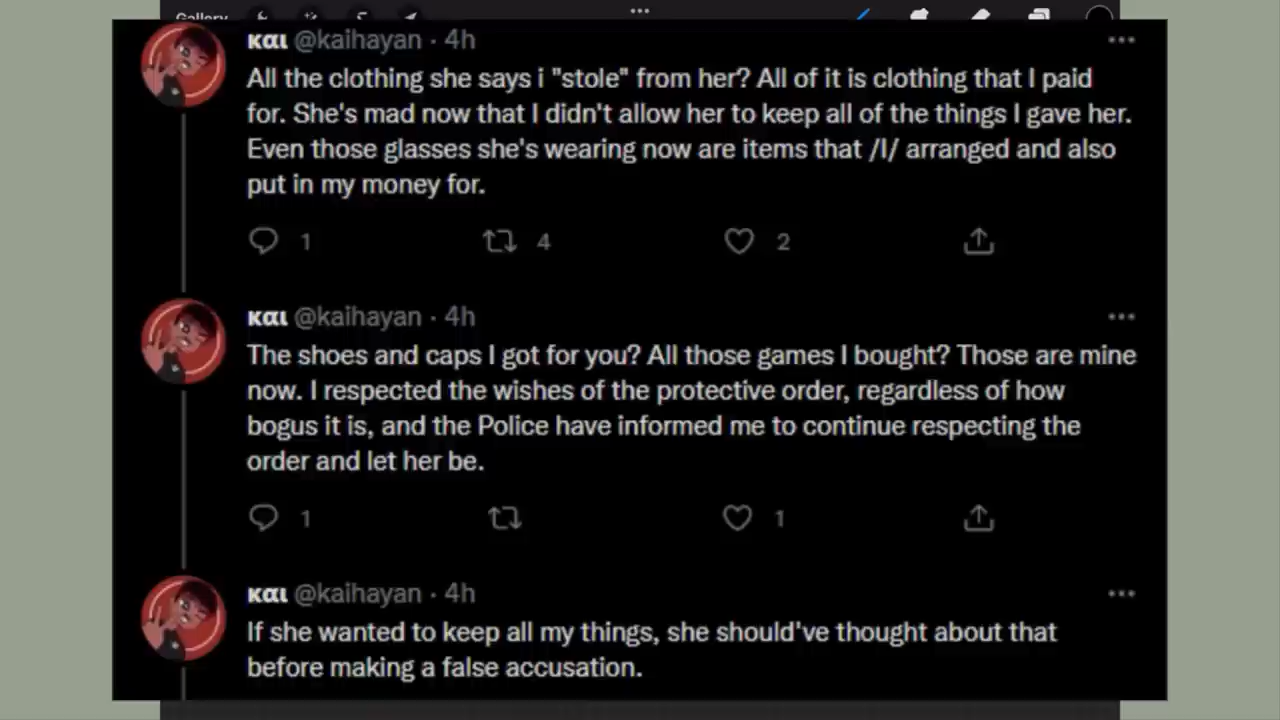 Gallery
και @kaihayan · 4h
All the clothing she says i "stole" from her? All of it is clothing that I paid
for. She's mad now that I didn't allow her to keep all of the things I gave her.
Even those glasses she's wearing now are items that /I/ arranged and also
put in my money for.
1 4 2
και @kaihayan · 4h
The shoes and caps I got for you? All those games I bought? Those are mine
now. I respected the wishes of the protective order, regardless of how
bogus it is, and the Police have informed me to continue respecting the
order and let her be.
1 1
και @kaihayan · 4h
If she wanted to keep all my things, she should've thought about that
before making a false accusation.